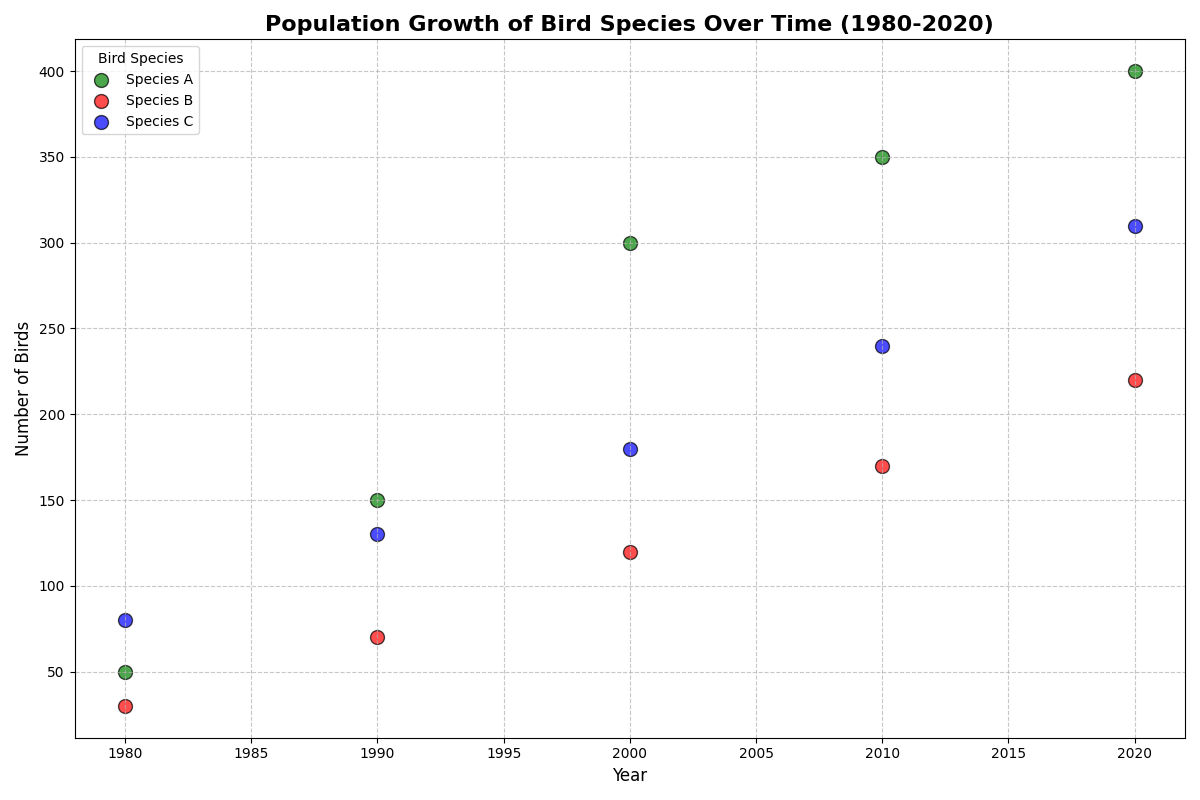 Population Growth of Bird Species Over Time (1980-2020)
Bird Species
Species A
Species B
Species C
Number of Birds
400
350
300
250
200
150
100
50
1980 1985 1990 1995 2000 2005 2010 2015 2020
Year